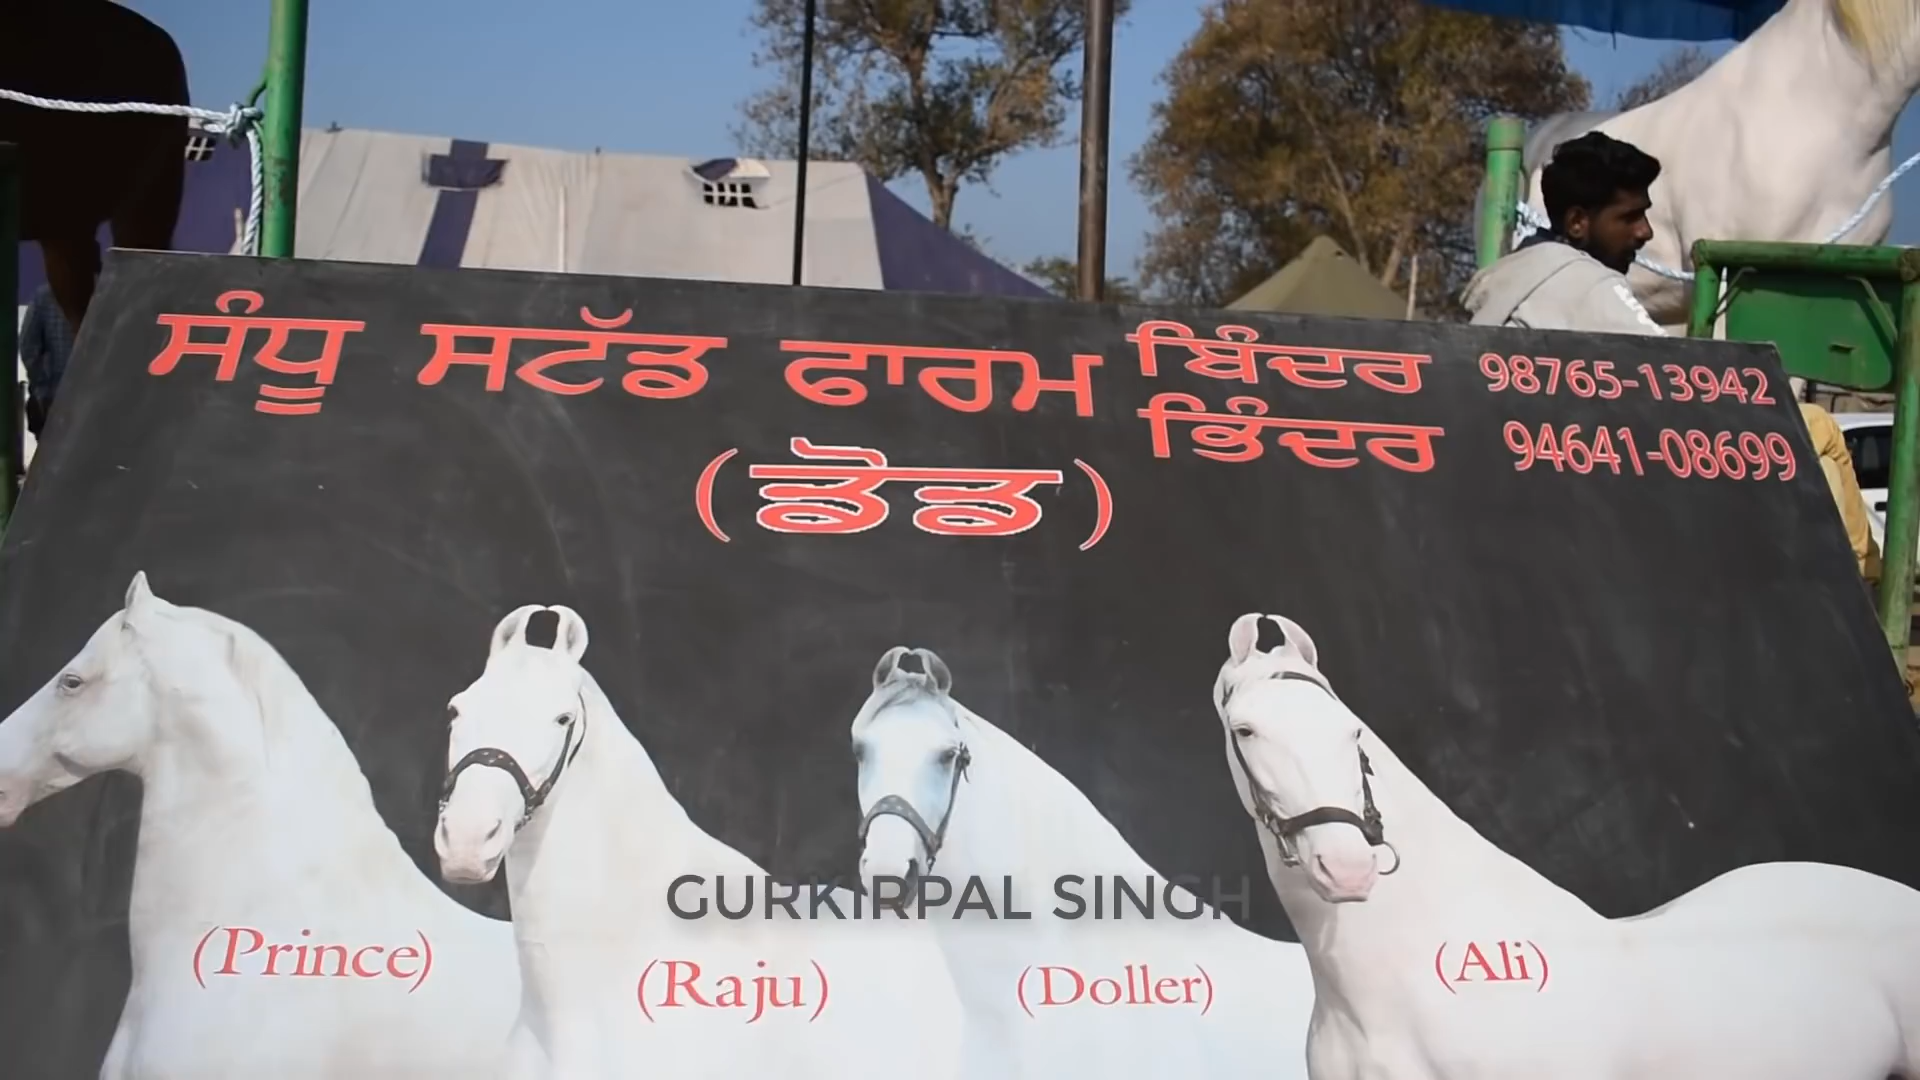 ਸੰਧੂ ਸਟੱਡ ਫਾਰਮ
ਬਿੰਦਰ 98765-13942
ਭਿੰਦਰ 94641-08699
(ਡੋਡ)
GURKIRPAL SINGH
(Prince) (Raju) (Doller) (Ali)